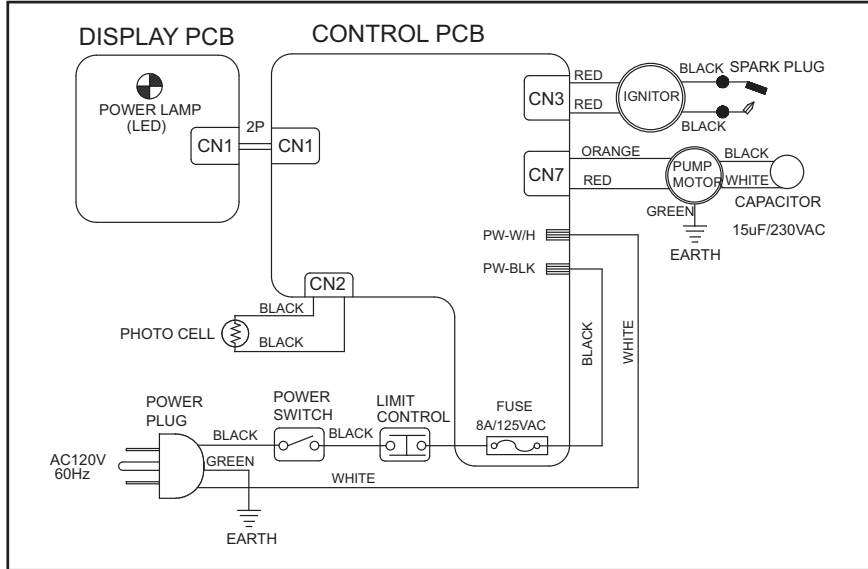 DISPLAY PCB
CONTROL PCB
POWER LAMP
(LED)
CN1
2P
CN1
CN3
RED
RED
IGNITOR
BLACK
SPARK PLUG
BLACK
CN7
ORANGE
RED
PUMP
MOTOR
BLACK
WHITE
CAPACITOR
15uF/230VAC
GREEN
EARTH
PW-W/H
PW-BLK
BLACK
WHITE
CN2
BLACK
BLACK
PHOTO CELL
POWER
PLUG
AC120V
60Hz
BLACK
GREEN
WHITE
EARTH
POWER
SWITCH
BLACK
LIMIT
CONTROL
FUSE
8A/125VAC